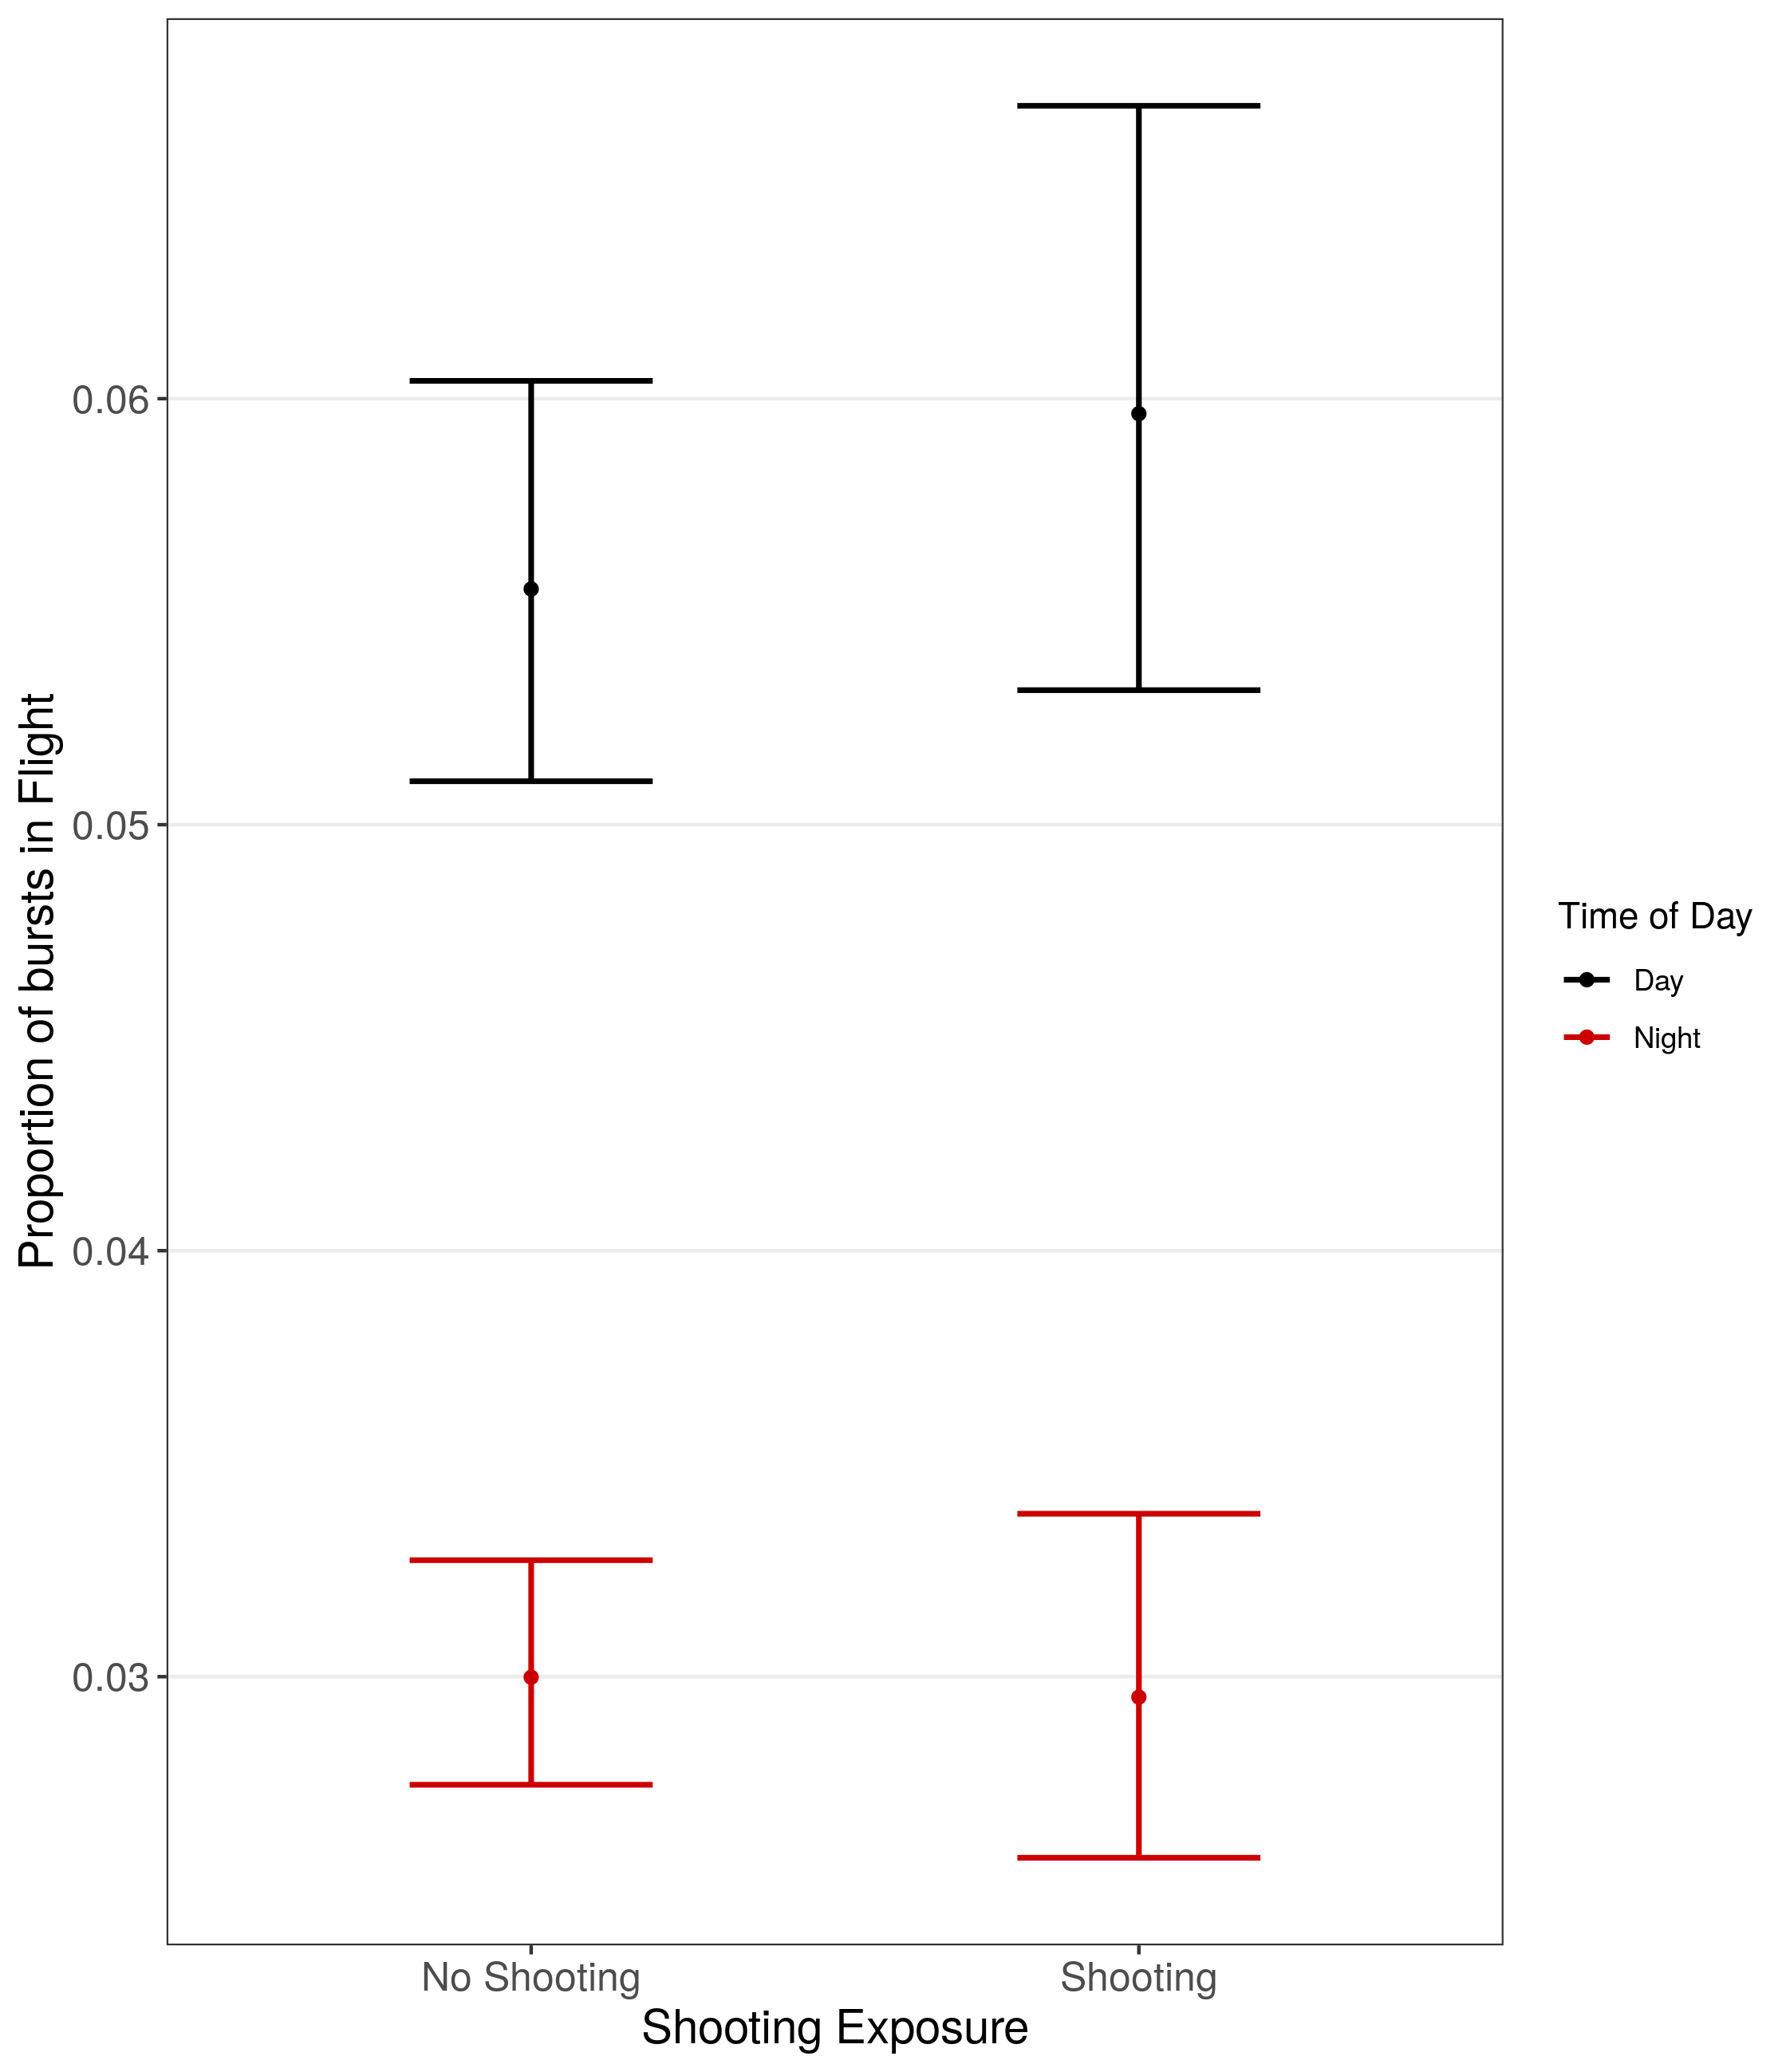 Proportion of bursts in Flight
0.06
0.05
0.04
0.03
No Shooting
Shooting
Shooting Exposure
Time of Day
Day
Night